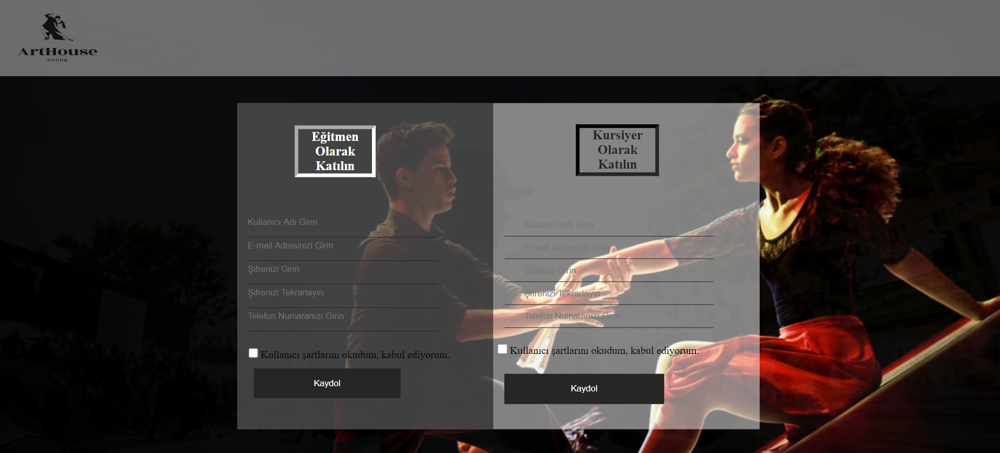 ArtHouse
online
Eğitmen
Olarak
Katılın
Kullanıcı Adı Girin
E-mail Adresinizi Girin
Şifrenizi Girin
Şifrenizi Tekrarlayın
Telefon Numaranızı Girin
Kullanıcı şartlarını okudum, kabul ediyorum.
Kaydol
Kursiyer
Olarak
Katılın
Kullanıcı Adı Girin
E-mail Adresinizi Girin
Şifrenizi Girin
Şifrenizi Tekrarlayın
Telefon Numaranızı Girin
Kullanıcı şartlarını okudum, kabul ediyorum.
Kaydol